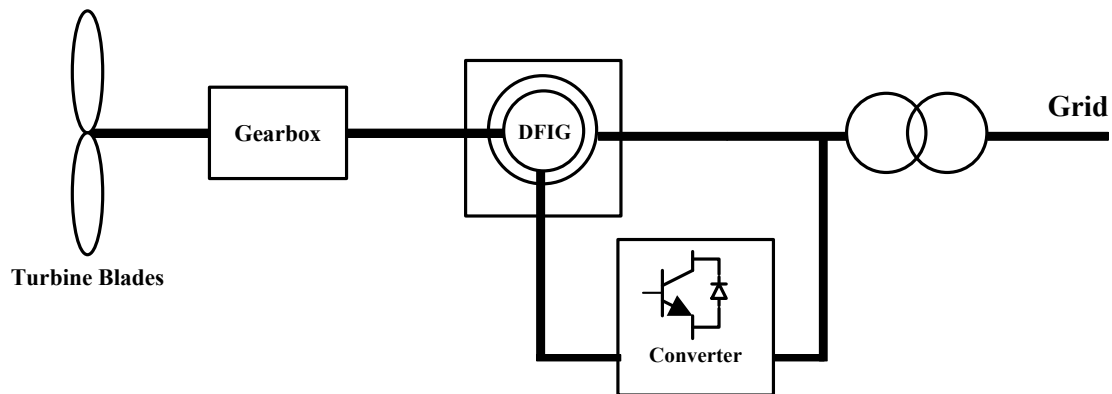 Grid
Gearbox
DFIG
Turbine Blades
Converter